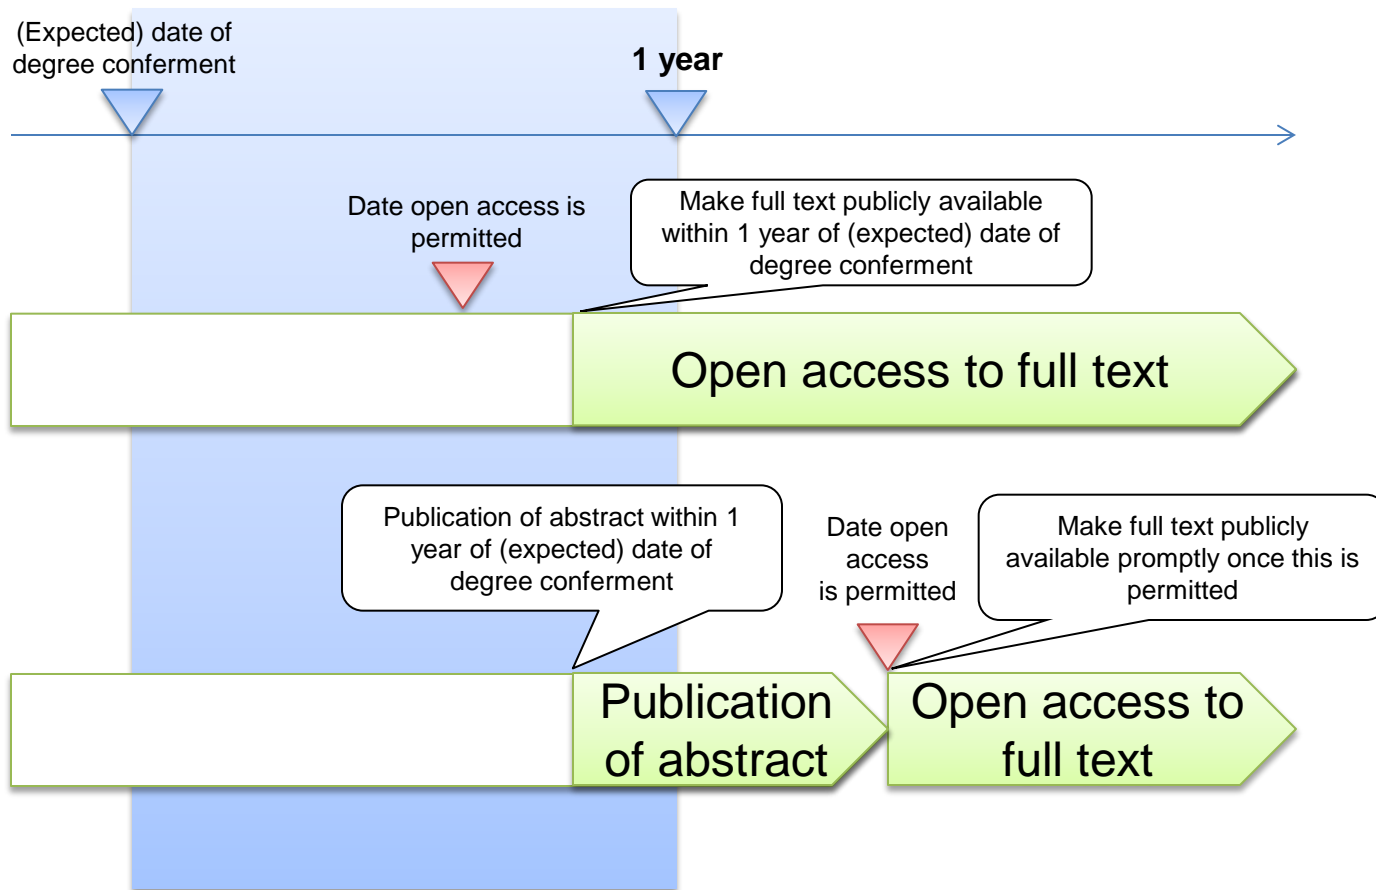 (Expected) date of
degree conferment
1 year
Date open access is
permitted
Make full text publicly available
within 1 year of (expected) date of
degree conferment
Open access to full text
Publication of abstract within 1
year of (expected) date of
degree conferment
Date open
access
is permitted
Make full text publicly
available promptly once this is
permitted
Publication
of abstract
Open access to
full text